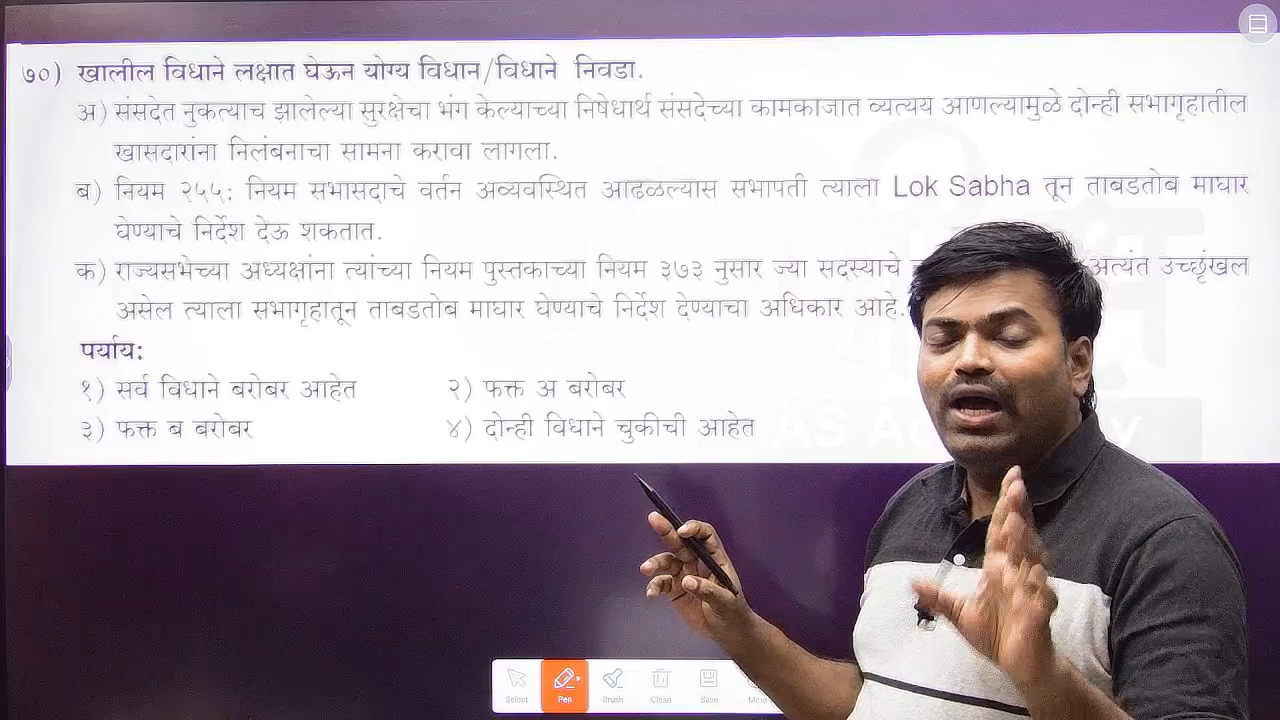 ७०) खालील विधाने लक्षात घेऊन योग्य विधान/विधाने निवडा.
अ) संसदेत नुकत्याच झालेल्या सुरक्षेचा भंग केल्याच्या निषेधार्थ संसदेच्या कामकाजात व्यत्यय आणल्यामुळे दोन्ही सभागृहातील
खासदारांना निलंबनाचा सामना करावा लागला.
ब) नियम २५५: नियम सभासदाचे वर्तन अव्यवस्थित आढळल्यास सभापती त्याला Lok Sabha तून ताबडतोब माघार
घेण्याचे निर्देश देऊ शकतात.
क) राज्यसभेच्या अध्यक्षांना त्यांच्या नियम पुस्तकाच्या नियम ३७३ नुसार ज्या सदस्याचे अत्यंत उच्छृंखल
असेल त्याला सभागृहातून ताबडतोब माघार घेण्याचे निर्देश देण्याचा अधिकार आहे.
पर्याय:
१) सर्व विधाने बरोबर आहेत २) फक्त अ बरोबर
३) फक्त ब बरोबर ४) दोन्ही विधाने चुकीची आहेत
Select Pen Brush Clean Save More